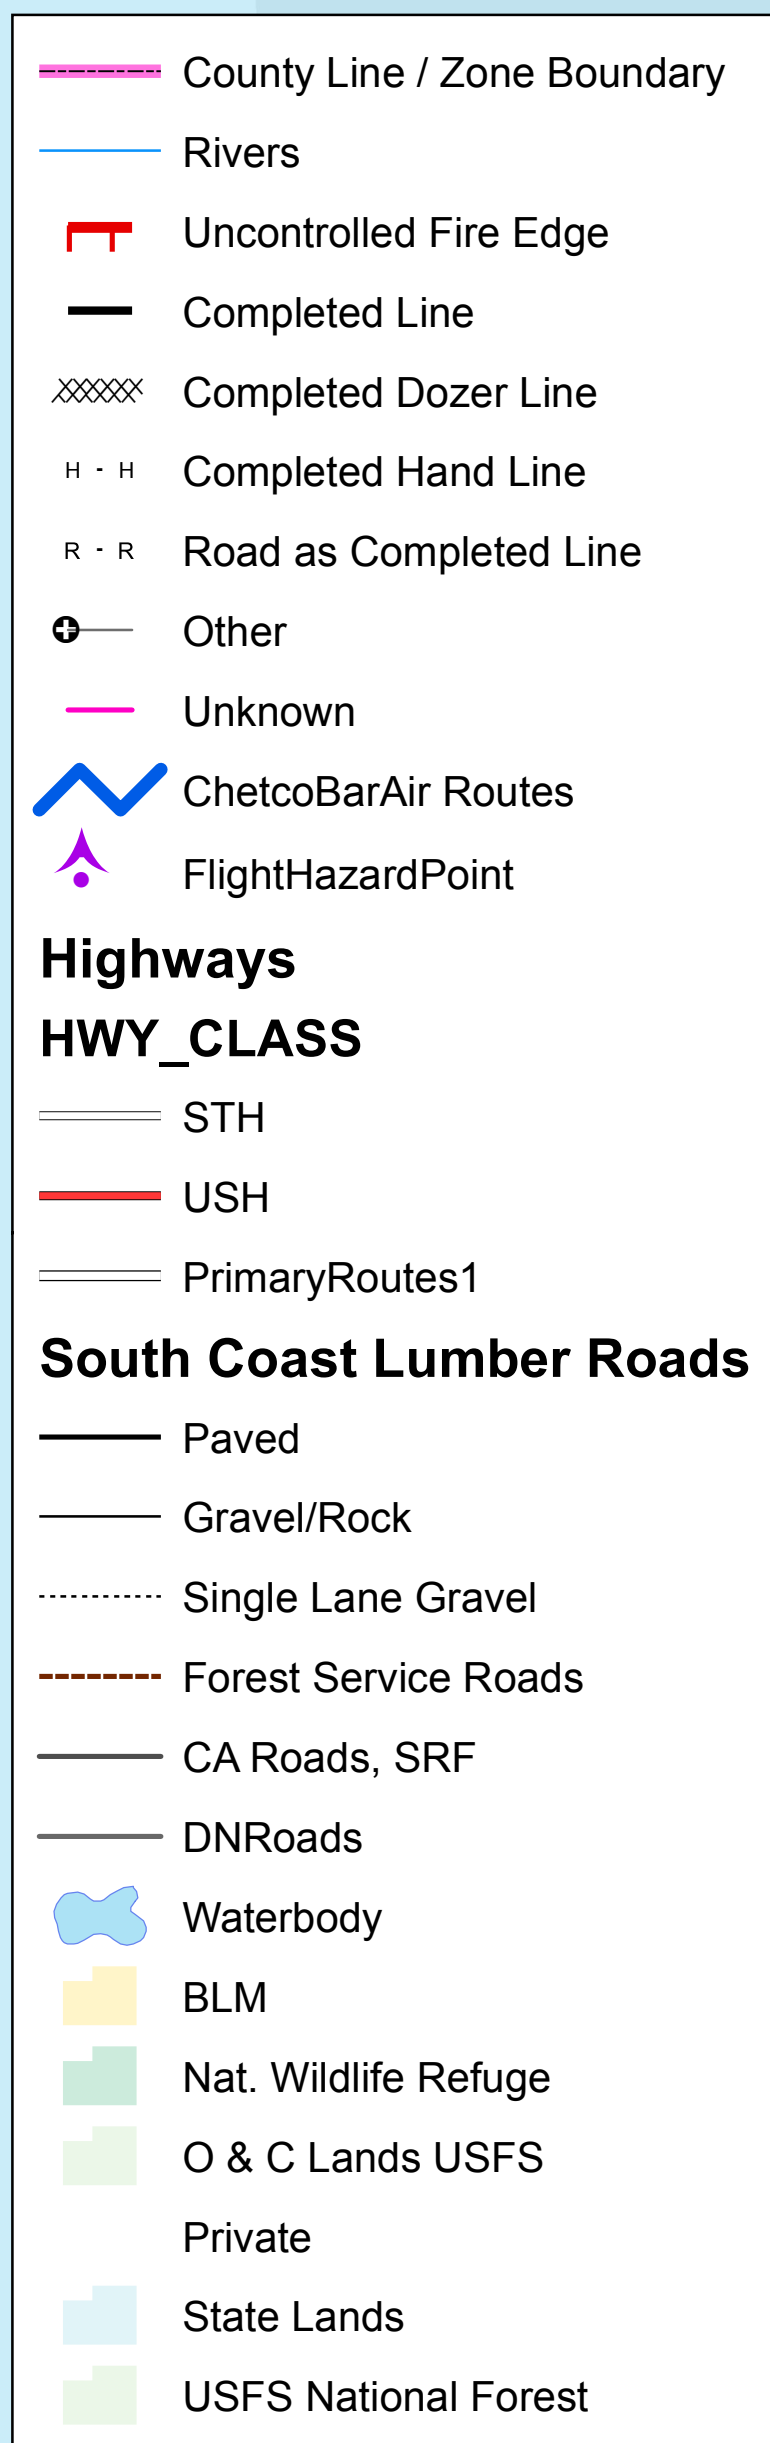 County Line / Zone Boundary
Rivers
Uncontrolled Fire Edge
Completed Line
Completed Dozer Line
H - H Completed Hand Line
R - R Road as Completed Line
Other
Unknown
ChetcoBarAir Routes
FlightHazardPoint
Highways
HWY_CLASS
STH
USH
PrimaryRoutes1
South Coast Lumber Roads
Paved
Gravel/Rock
Single Lane Gravel
Forest Service Roads
CA Roads, SRF
DNRoads
Waterbody
BLM
Nat. Wildlife Refuge
O & C Lands USFS
Private
State Lands
USFS National Forest